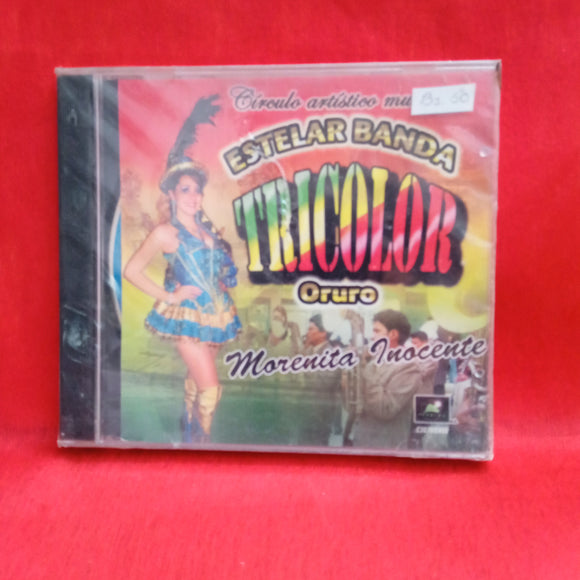 Círculo artístico mu
Bs. 50
ESTELAR BANDA
TRICOLOR
Oruro
Morenita Inocente